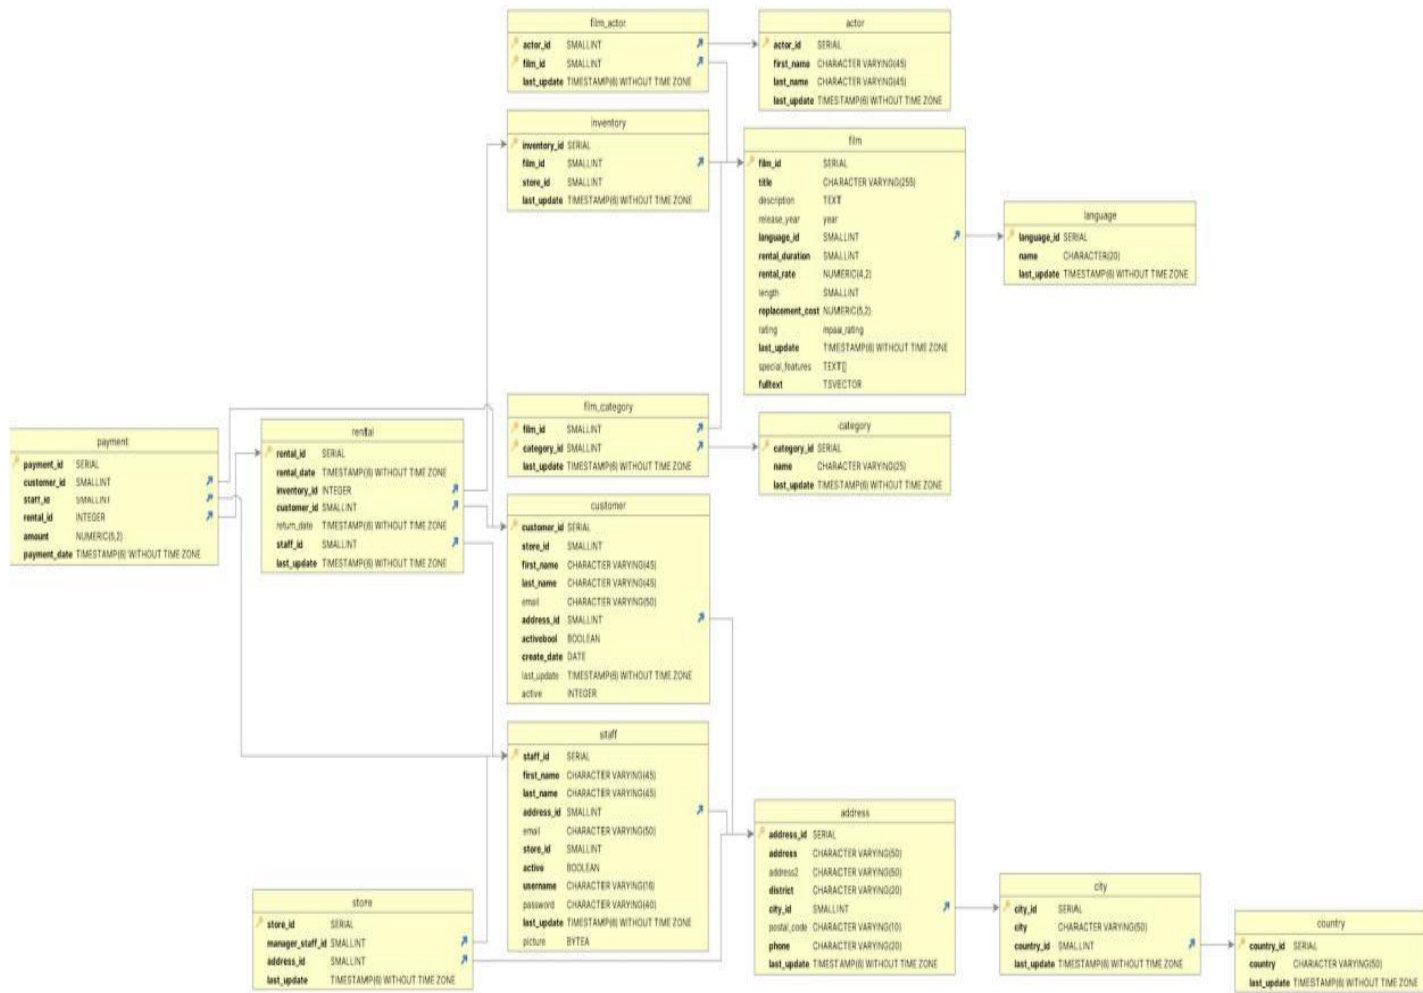 film_actor
actor_id SMALLINT
film_id SMALLINT
last_update TIMESTAMP(6) WITHOUT TIME ZONE
actor
actor_id SERIAL
first_name CHARACTER VARYING(45)
last_name CHARACTER VARYING(45)
last_update TIMESTAMP(6) WITHOUT TIME ZONE
inventory
inventory_id SERIAL
film_id SMALLINT
store_id SMALLINT
last_update TIMESTAMP(6) WITHOUT TIME ZONE
film
film_id SERIAL
title CHARACTER VARYING(255)
description TEXT
release_year year
language_id SMALLINT
rental_duration SMALLINT
rental_rate NUMERIC(4,2)
length SMALLINT
replacement_cost NUMERIC(5,2)
rating mpaa_rating
last_update TIMESTAMP(6) WITHOUT TIME ZONE
special_features TEXT[]
fulltext TSVECTOR
language
language_id SERIAL
name CHARACTER(20)
last_update TIMESTAMP(6) WITHOUT TIME ZONE
film_category
film_id SMALLINT
category_id SMALLINT
last_update TIMESTAMP(6) WITHOUT TIME ZONE
category
category_id SERIAL
name CHARACTER VARYING(25)
last_update TIMESTAMP(6) WITHOUT TIME ZONE
payment
payment_id SERIAL
customer_id SMALLINT
SMALLINT
rental_id INTEGER
amount NUMERIC(5,2)
payment_date TIMESTAMP(6) WITHOUT TIME ZONE
rental
rental_id SERIAL
rental_date TIMESTAMP(6) WITHOUT TIME ZONE
inventory_id INTEGER
customer_id SMALLINT
return_date TIMESTAMP(6) WITHOUT TIME ZONE
staff_id SMALLINT
last_update TIMESTAMP(6) WITHOUT TIME ZONE
customer
customer_id SERIAL
store_id SMALLINT
first_name CHARACTER VARYING(45)
last_name CHARACTER VARYING(45)
email CHARACTER VARYING(50)
address_id SMALLINT
activebool BOOLEAN
create_date DATE
last_update TIMESTAMP(6) WITHOUT TIME ZONE
active INTEGER
staff
staff_id SERIAL
first_name CHARACTER VARYING(45)
last_name CHARACTER VARYING(45)
address_id SMALLINT
email CHARACTER VARYING(50)
store_id SMALLINT
active BOOLEAN
username CHARACTER VARYING(16)
password CHARACTER VARYING(40)
last_update TIMESTAMP(6) WITHOUT TIME ZONE
picture BYTEA
store
store_id SERIAL
manager_staff_id SMALLINT
address_id SMALLINT
last_update TIMESTAMP(6) WITHOUT TIME ZONE
address
address_id SERIAL
address CHARACTER VARYING(50)
address2 CHARACTER VARYING(50)
district CHARACTER VARYING(20)
city_id SMALLINT
postal_code CHARACTER VARYING(10)
phone CHARACTER VARYING(20)
last_update TIMESTAMP(6) WITHOUT TIME ZONE
city
city_id SERIAL
city CHARACTER VARYING(50)
country_id SMALLINT
last_update TIMESTAMP(6) WITHOUT TIME ZONE
country
country_id SERIAL
country CHARACTER VARYING(50)
last_update TIMESTAMP(6) WITHOUT TIME ZONE